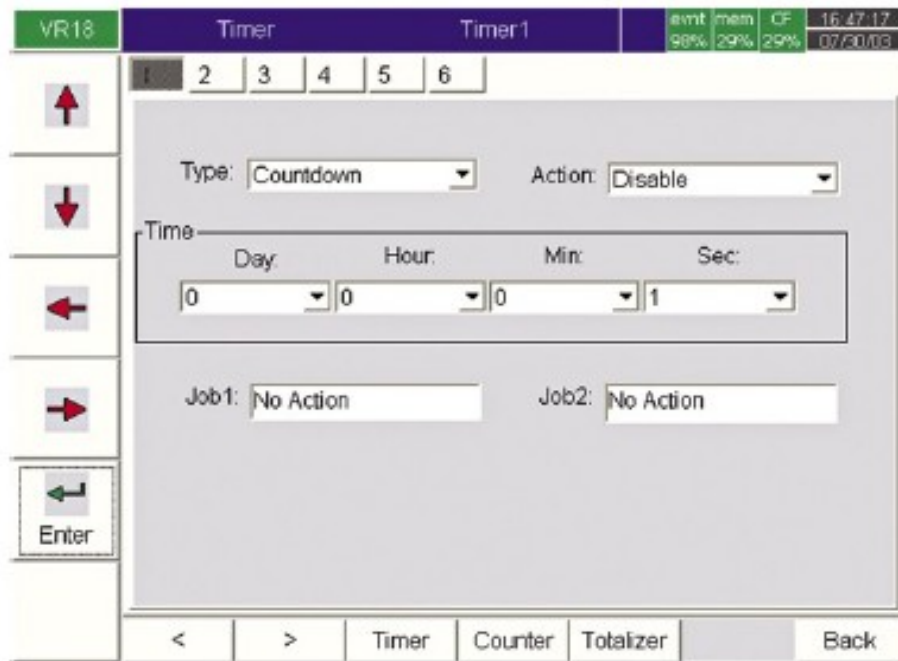 VR18 Timer Timer1 evnt mem CF 16:47:17
98% 29% 29% 07/30/03
1 2 3 4 5 6
Type: Countdown Action: Disable
Time
Day: Hour: Min: Sec:
0 0 0 1
Job1: No Action Job2: No Action
Enter
< > Timer Counter Totalizer Back